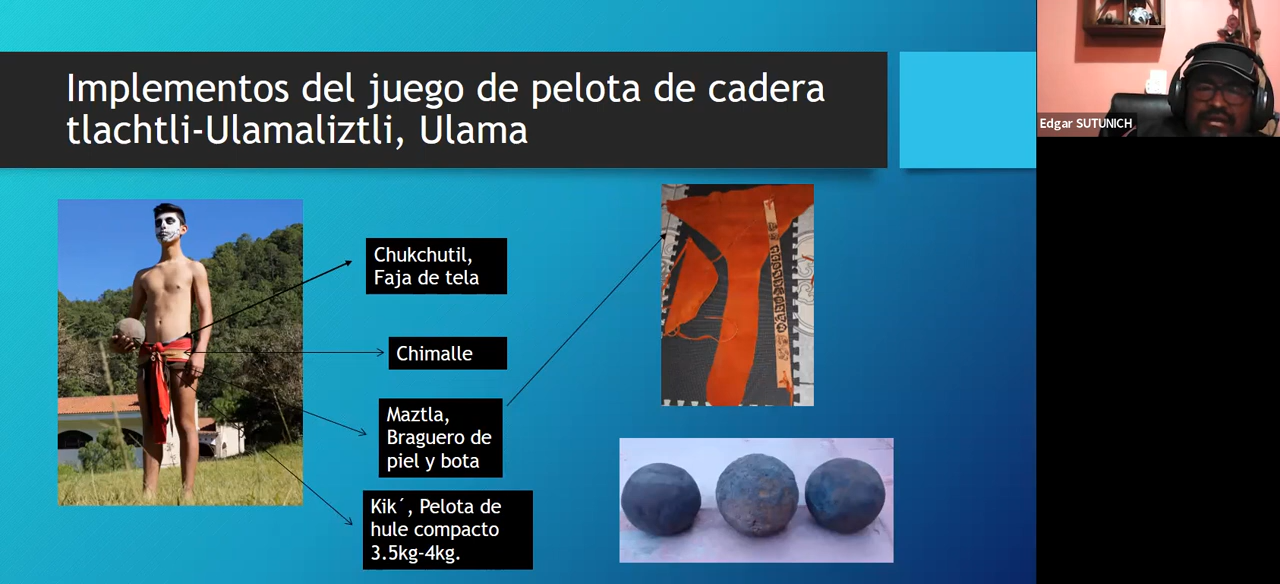 Implementos del juego de pelota de cadera
tlachtli-Ulamaliztli, Ulama
Edgar SUTUNICH
Chukchutil,
Faja de tela
Chimalle
Maztla,
Braguero de
piel y bota
Kik´, Pelota de
hule compacto
3.5kg-4kg.